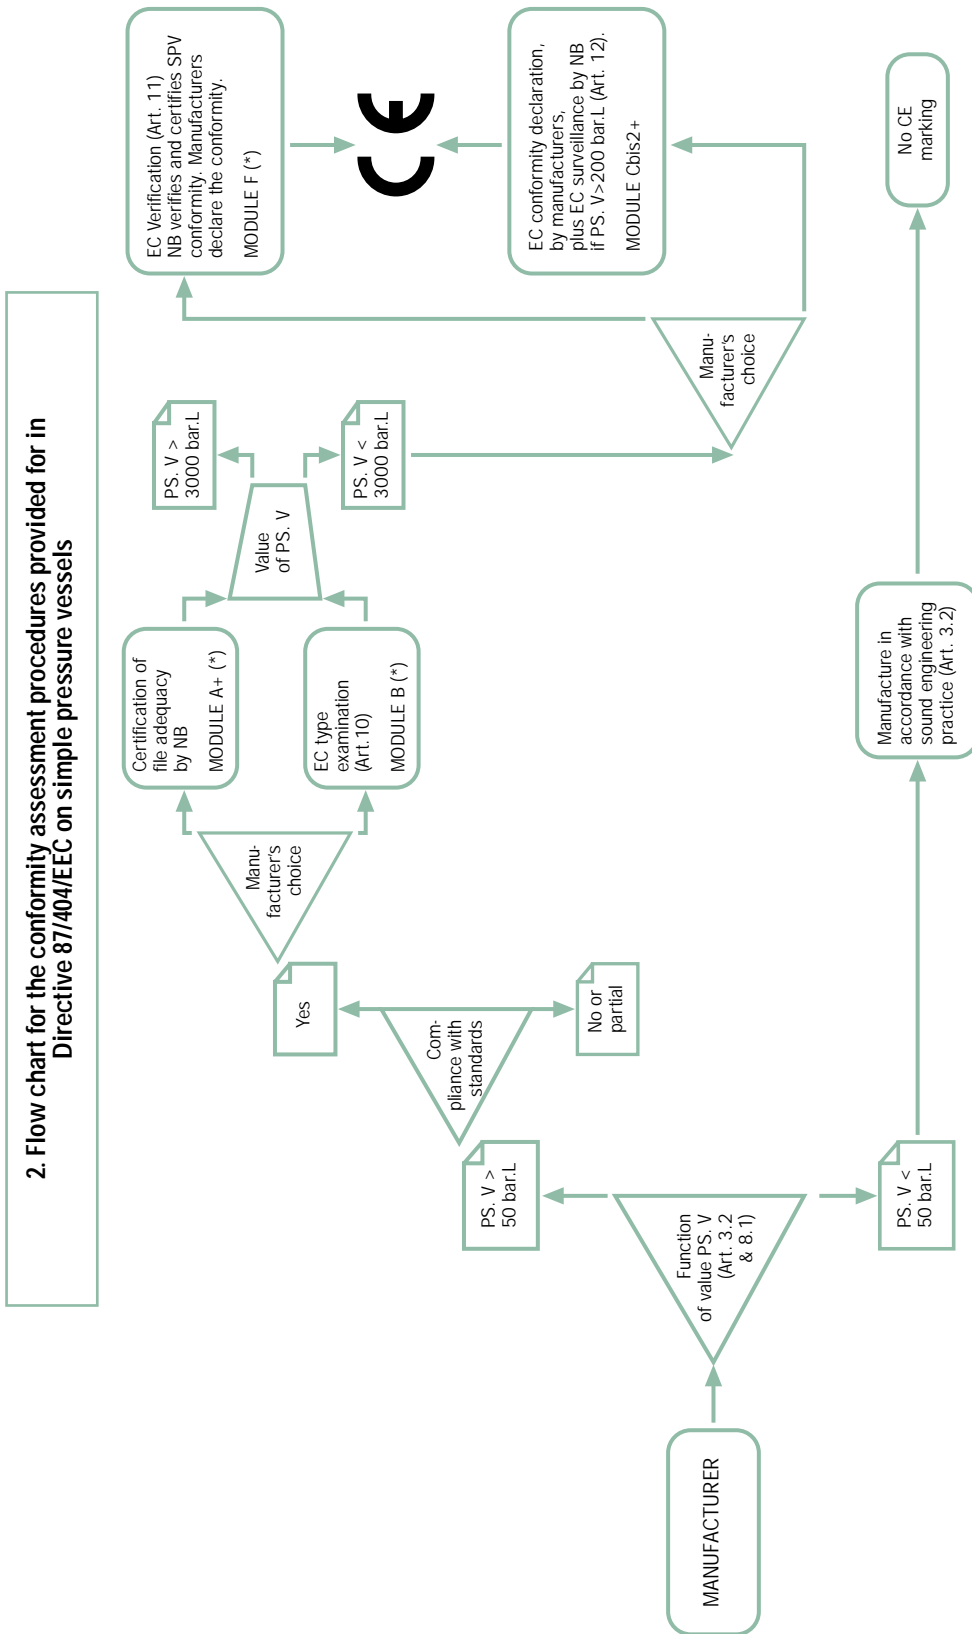 2. Flow chart for the conformity assessment procedures provided for in
Directive 87/404/EEC on simple pressure vessels
MANUFACTURER
Function
of value PS. V
(Art. 3.2
& 8.1)
PS. V >
50 bar.L
PS. V <
50 bar.L
Com-
pliance with
standards
Yes
No or
partial
Manu-
facturer's
choice
Certification of
file adequacy
by NB
MODULE A+ (*)
EC type
examination
(Art.10)
MODULE B (*)
Value
of PS. V
PS. V >
3000 bar.L
PS. V <
3000 bar.L
Manu-
facturer's
choice
EC Verification (Art. 11)
NB verifies and certifies SPV
conformity. Manufacturers
declare the conformity.
MODULE F (*)
CE
EC conformity declaration,
by manufacturers,
plus EC surveillance by NB
if PS. V>200 bar.L (Art. 12).
MODULE Cbis2+
Manufacture in
accordance with
sound engineering
practice (Art. 3.2)
No CE
marking